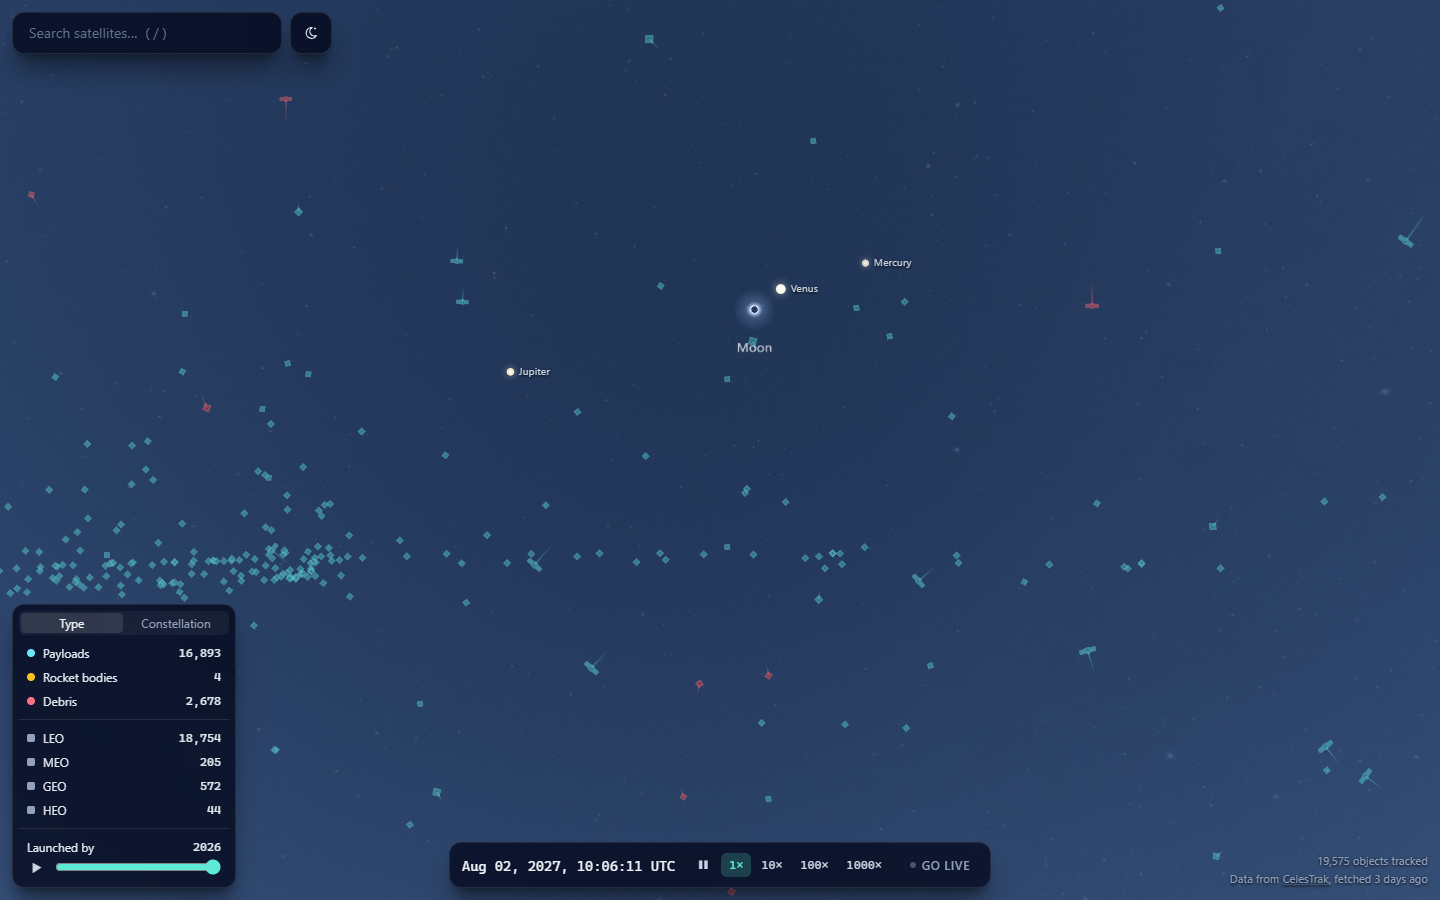 Search satellites... (/)
Mercury
Venus
Moon
Jupiter
Type Constellation
Payloads 16,893
Rocket bodies 4
Debris 2,678
LEO 18,754
MEO 205
GEO 572
HEO 44
Launched by 2026
Aug 02, 2027, 10:06:11 UTC 1× 10× 100× 1000× GO LIVE
19,575 objects tracked
Data from CelesTrak, fetched 3 days ago